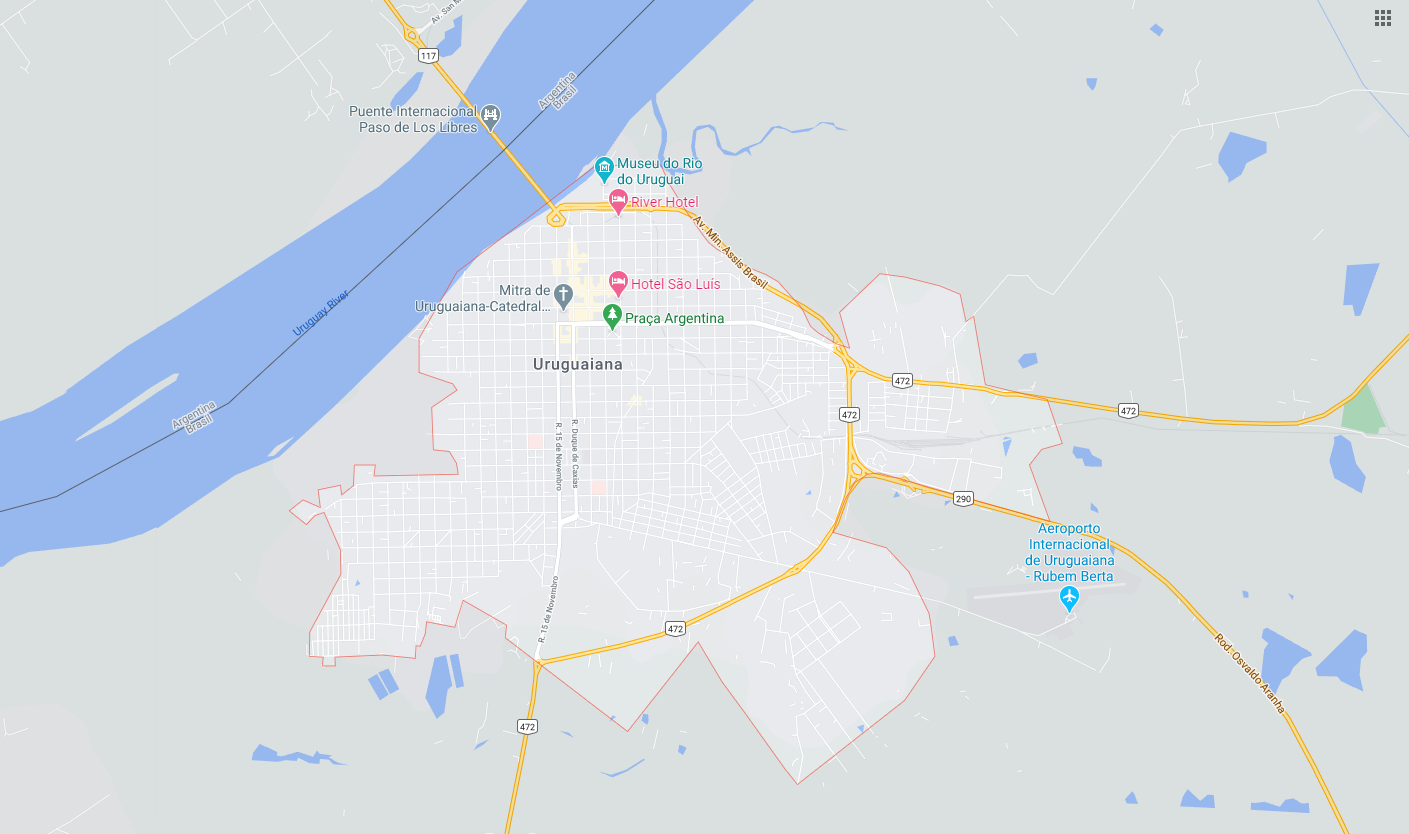 Av. San M
117
Argentina
Brasil
Puente Internacional
Paso de Los Libres
Museu do Rio
do Uruguai
River Hotel
Av. Min. Assis Brasil
Mitra de
Uruguaiana-Catedral...
Hotel São Luis
Uruguay River
Praça Argentina
Uruguaiana
472
472
472
Argentina
Brasil
R. 15 de Novembro
R. Duque de Caxias
290
Aeroporto
Internacional
de Uruguaiana
- Rubem Berta
R. 15 de Novembro
472
Rod. Osvaldo Aranha
472